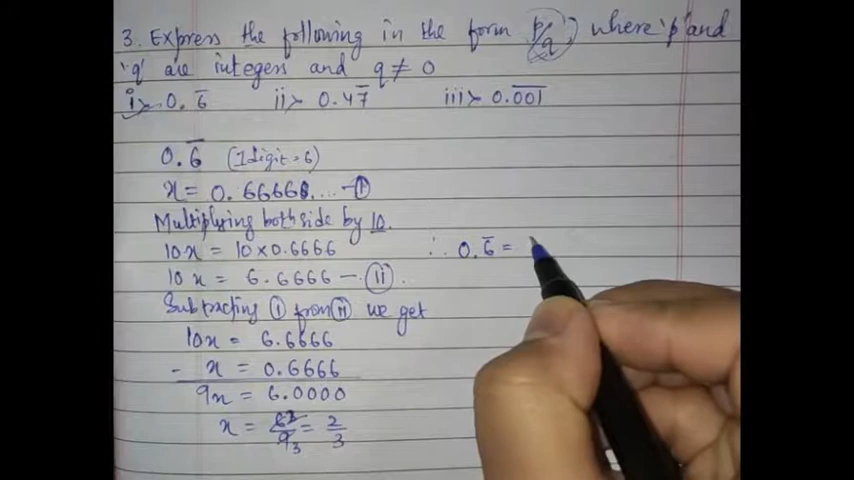 3. Express the following in the form p/q, where 'p' and
'q' are integers and q ≠ 0
i> 0.6̅ ii> 0.47̅ iii> 0.0̅0̅1̅
0.6̅ (1 digit = 6)
x = 0.66666.... — (i)
Multiplying both side by 10.
10x = 10×0.6666
10x = 6.6666 — (ii).
Subtracting (i) from (ii) we get
10x = 6.6666
- x = 0.6666
9x = 6.0000
x = 6 2/9 3 = 2/3
∴ 0.6̅ =